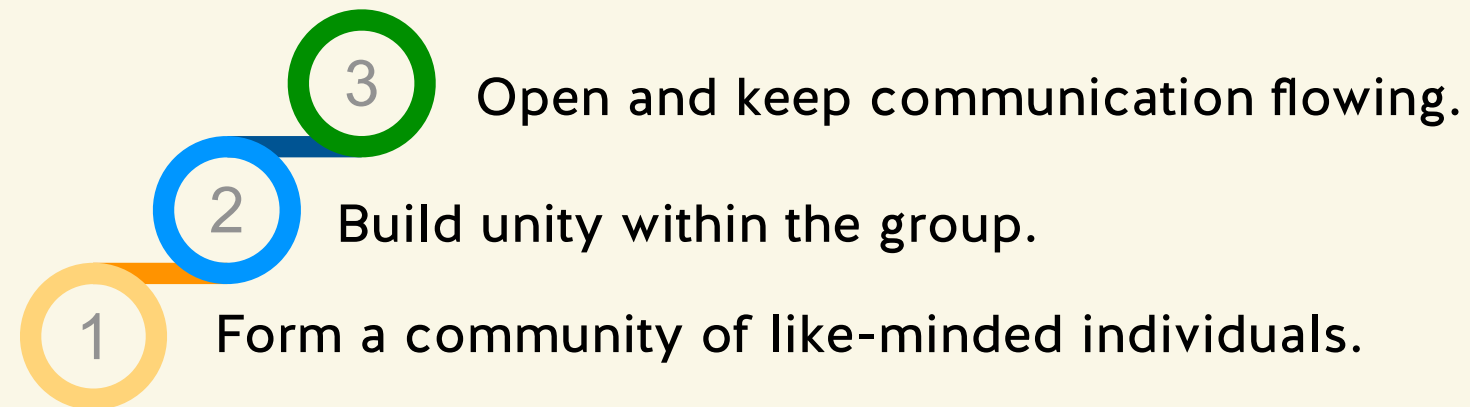 3 Open and keep communication flowing.
2 Build unity within the group.
1 Form a community of like-minded individuals.